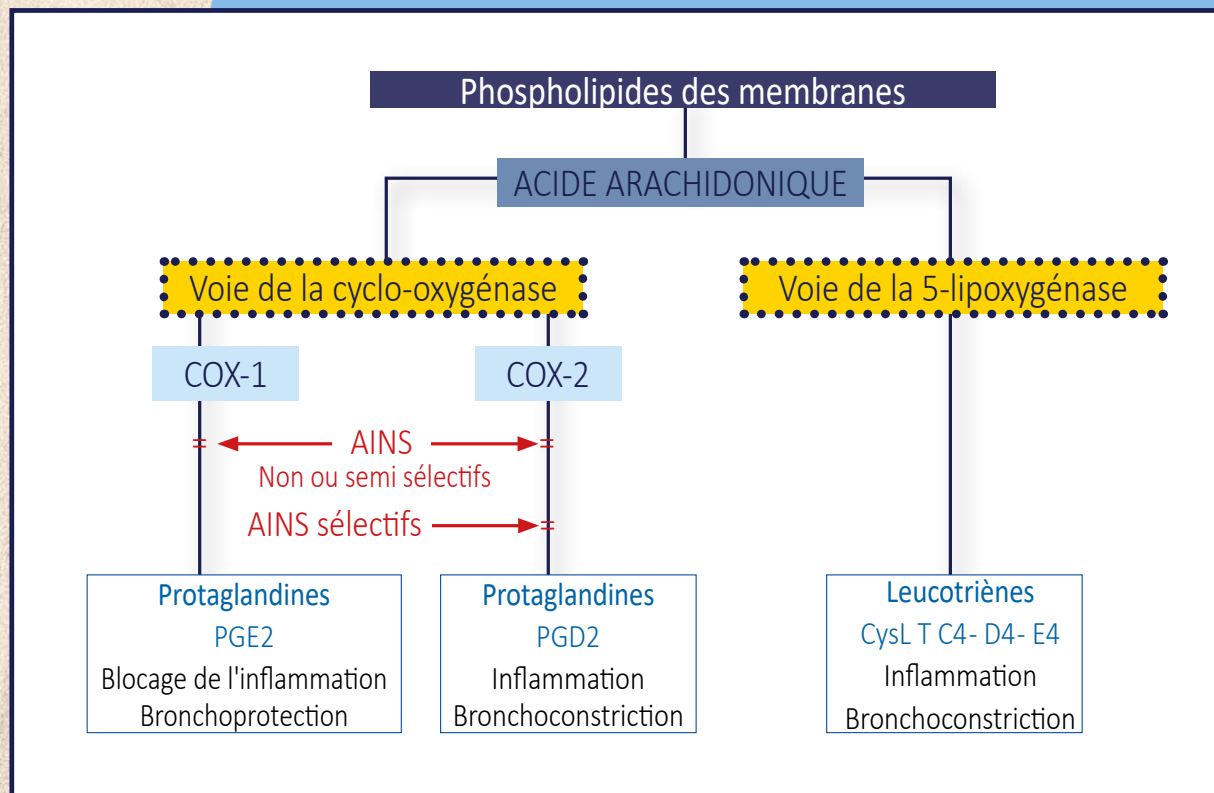 Phospholipides des membranes
ACIDE ARACHIDONIQUE
Voie de la cyclo-oxygénase
Voie de la 5-lipoxygénase
COX-1
COX-2
AINS
Non ou semi sélectifs
AINS sélectifs
Protaglandines
PGE2
Blocage de l'inflammation
Bronchoprotection
Protaglandines
PGD2
Inflammation
Bronchoconstriction
Leucotriènes
CysL T C4- D4- E4
Inflammation
Bronchoconstriction